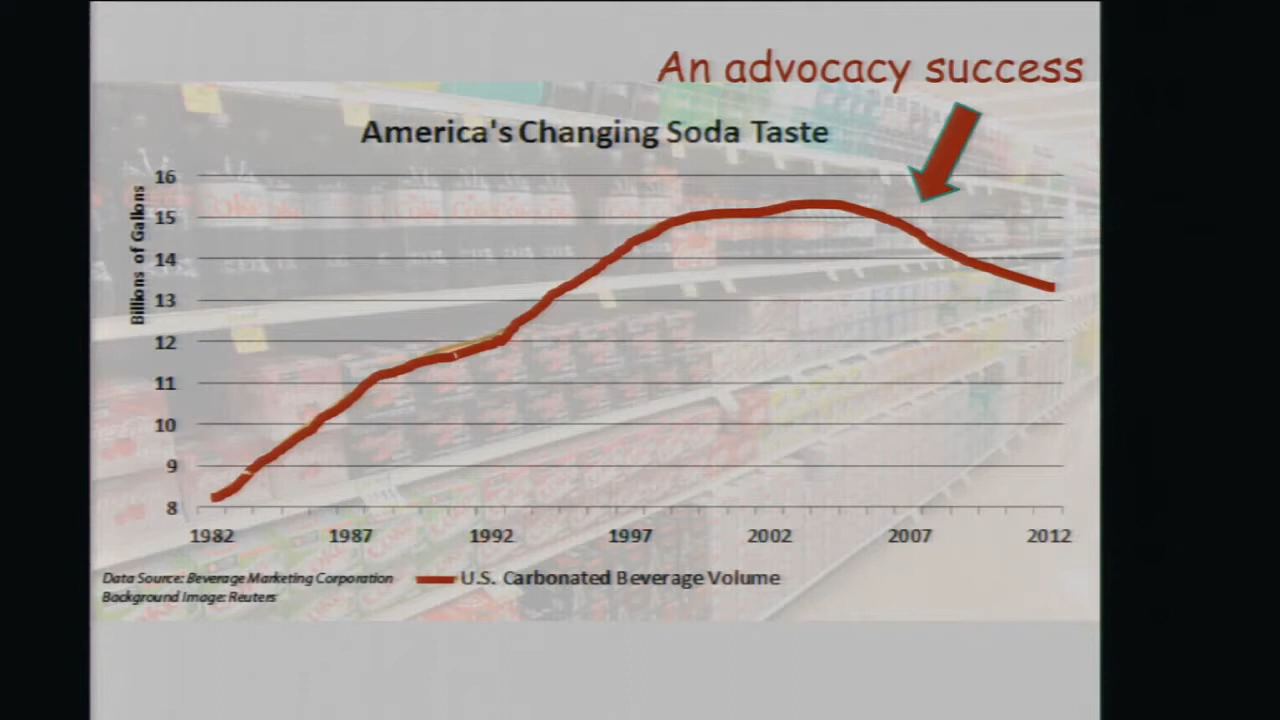 An advocacy success
America's Changing Soda Taste
Billions of Gallons
16
15
14
13
12
11
10
9
8
1982 1987 1992 1997 2002 2007 2012
Data Source: Beverage Marketing Corporation
Background Image: Reuters
U.S. Carbonated Beverage Volume